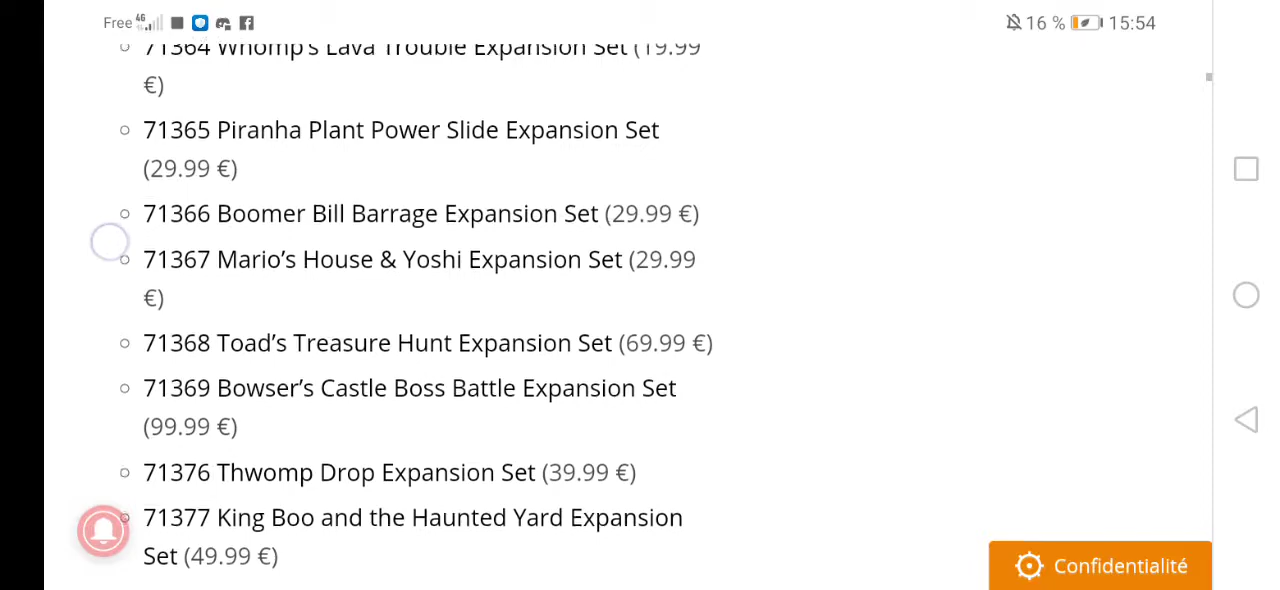 Free 4G 16 % 15:54
71364 Whomp's Lava Trouble Expansion Set (19.99
€)
71365 Piranha Plant Power Slide Expansion Set
(29.99 €)
71366 Boomer Bill Barrage Expansion Set (29.99 €)
71367 Mario’s House & Yoshi Expansion Set (29.99
€)
71368 Toad’s Treasure Hunt Expansion Set (69.99 €)
71369 Bowser’s Castle Boss Battle Expansion Set
(99.99 €)
71376 Thwomp Drop Expansion Set (39.99 €)
71377 King Boo and the Haunted Yard Expansion
Set (49.99 €)
Confidentialité